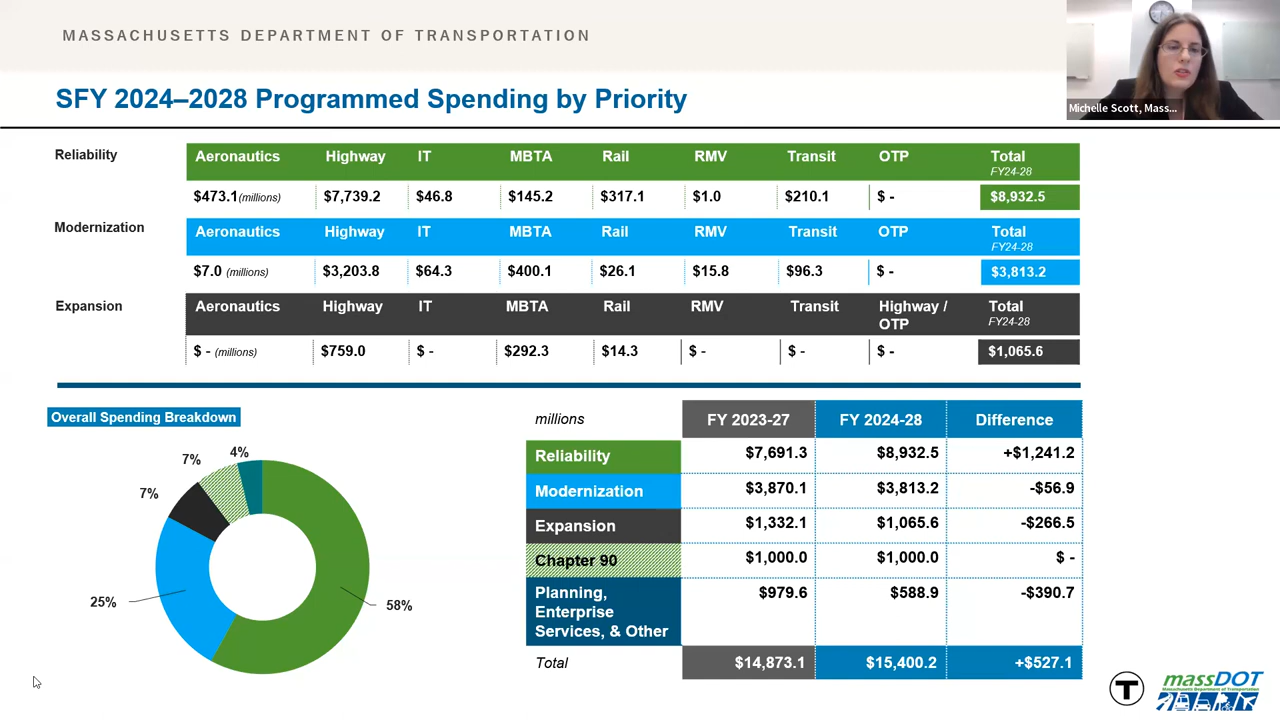 MASSACHUSETTS DEPARTMENT OF TRANSPORTATION
Michelle Scott, Mass...
SFY 2024–2028 Programmed Spending by Priority
Reliability
Aeronautics Highway IT MBTA Rail RMV Transit OTP Total
FY24-28
$473.1(millions) $7,739.2 $46.8 $145.2 $317.1 $1.0 $210.1 $ - $8,932.5
Modernization
Aeronautics Highway IT MBTA Rail RMV Transit OTP Total
FY24-28
$7.0 (millions) $3,203.8 $64.3 $400.1 $26.1 $15.8 $96.3 $ - $3,813.2
Expansion
Aeronautics Highway IT MBTA Rail RMV Transit Highway / Total
OTP FY24-28
$ - (millions) $759.0 $ - $292.3 $14.3 $ - $ - $ - $1,065.6
Overall Spending Breakdown
4%
7%
7%
25%
58%
millions FY 2023-27 FY 2024-28 Difference
Reliability $7,691.3 $8,932.5 +$1,241.2
Modernization $3,870.1 $3,813.2 -$56.9
Expansion $1,332.1 $1,065.6 -$266.5
Chapter 90 $1,000.0 $1,000.0 $ -
Planning, $979.6 $588.9 -$390.7
Enterprise
Services, & Other
Total $14,873.1 $15,400.2 +$527.1
T
massDOT
Massachusetts Department of Transportation